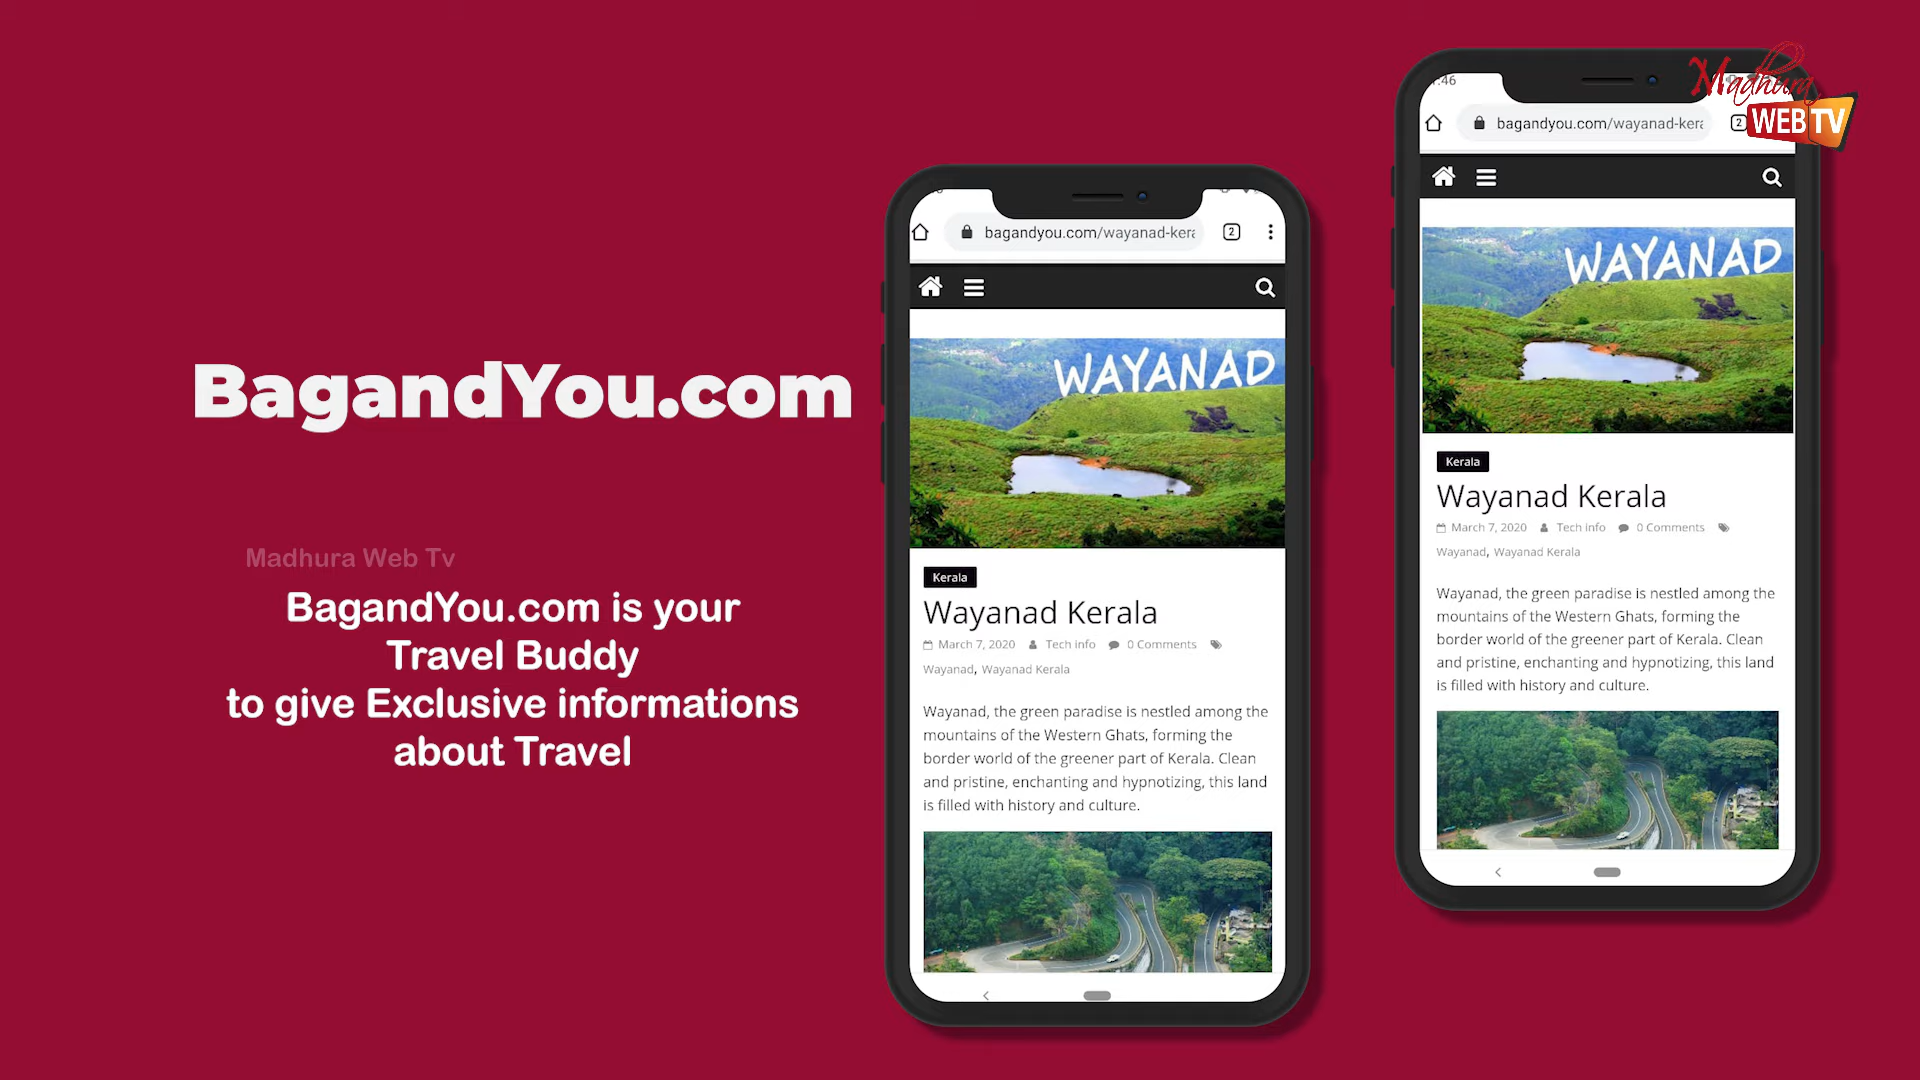 BagandYou.com
Madhura Web Tv
BagandYou.com is your
Travel Buddy
to give Exclusive informations
about Travel
bagandyou.com/wayanad-kera
2
WAYANAD
Kerala
Wayanad Kerala
March 7, 2020 Tech info 0 Comments
Wayanad, Wayanad Kerala
Wayanad, the green paradise is nestled among the
mountains of the Western Ghats, forming the
border world of the greener part of Kerala. Clean
and pristine, enchanting and hypnotizing, this land
is filled with history and culture.
:46
Madhura
WEB TV
bagandyou.com/wayanad-kera
2
WAYANAD
Kerala
Wayanad Kerala
March 7, 2020 Tech info 0 Comments
Wayanad, Wayanad Kerala
Wayanad, the green paradise is nestled among the
mountains of the Western Ghats, forming the
border world of the greener part of Kerala. Clean
and pristine, enchanting and hypnotizing, this land
is filled with history and culture.